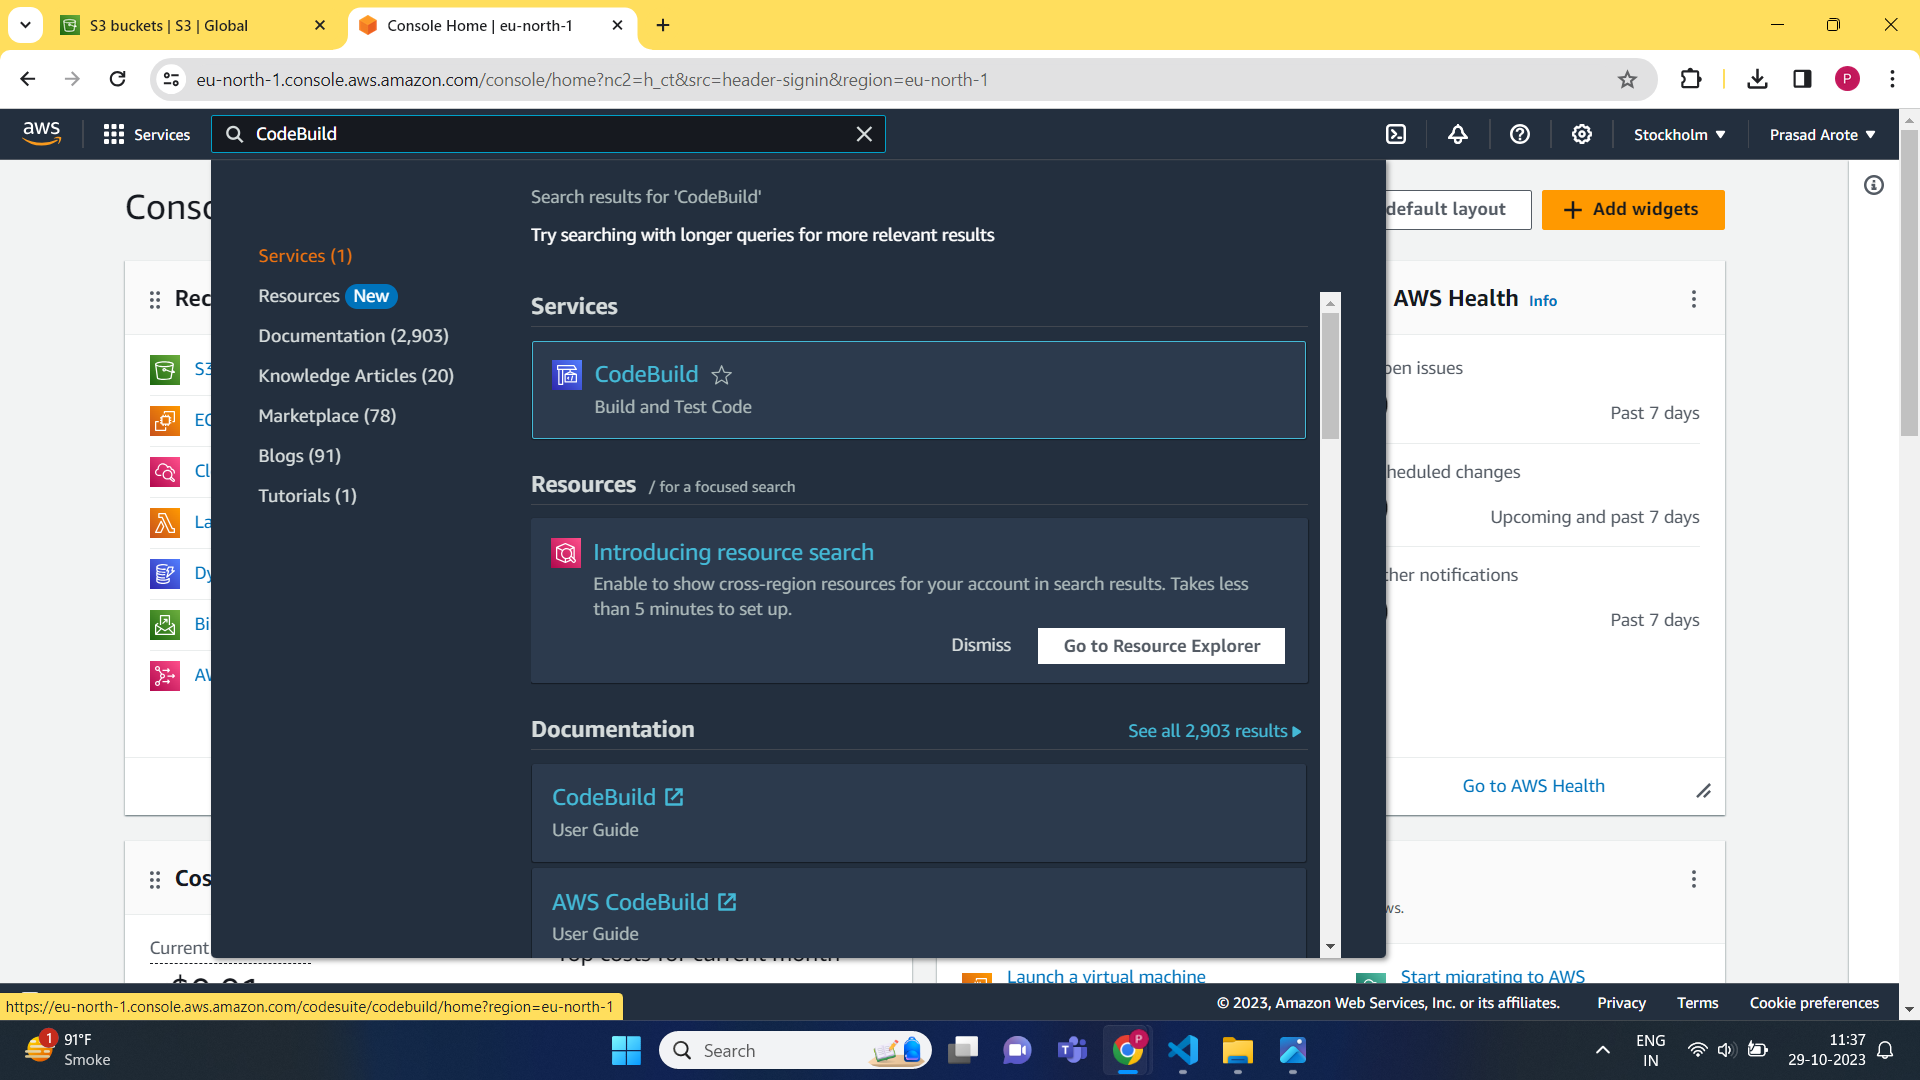 S3 buckets | S3 | Global
Console Home | eu-north-1
eu-north-1.console.aws.amazon.com/console/home?nc2=h_ct&src=header-signin&region=eu-north-1
P
aws
Services
CodeBuild
Stockholm
Prasad Arote
Conso
default layout
Add widgets
Search results for 'CodeBuild'
Try searching with longer queries for more relevant results
Services (1)
Resources New
Documentation (2,903)
Knowledge Articles (20)
Marketplace (78)
Blogs (91)
Tutorials (1)
Services
CodeBuild
Build and Test Code
Resources / for a focused search
Introducing resource search
Enable to show cross-region resources for your account in search results. Takes less
than 5 minutes to set up.
Dismiss
Go to Resource Explorer
Documentation
See all 2,903 results
CodeBuild
User Guide
AWS CodeBuild
User Guide
Rec
S3
EC
Cl
La
Dy
Bi
AW
AWS Health Info
pen issues
Past 7 days
heduled changes
Upcoming and past 7 days
her notifications
Past 7 days
Go to AWS Health
Cos
Current
Top costs for current month
ws.
Launch a virtual machine
Start migrating to AWS
https://eu-north-1.console.aws.amazon.com/codesuite/codebuild/home?region=eu-north-1
© 2023, Amazon Web Services, Inc. or its affiliates.
Privacy
Terms
Cookie preferences
1
91°F
Smoke
Search
P
ENG
IN
11:37
29-10-2023